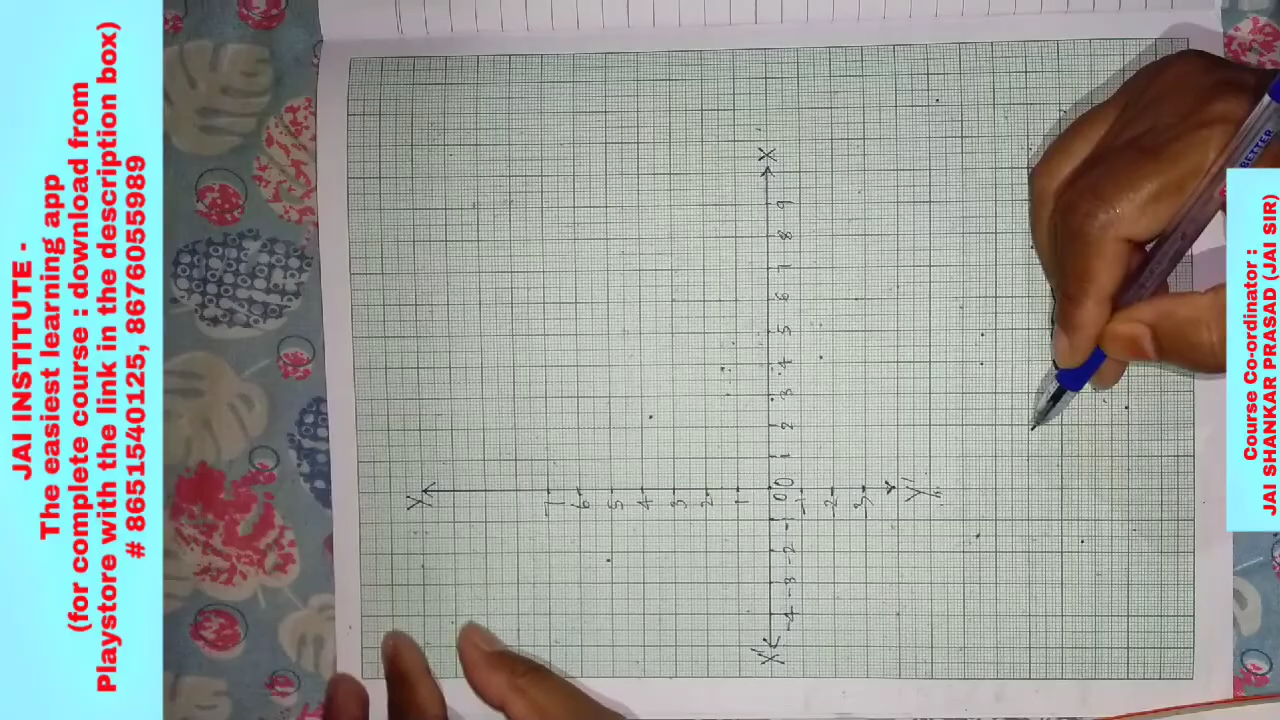 JAI INSTITUTE -
The easiest learning app
(for complete course : download from
Playstore with the link in the description box)
# 8651540125, 8676055989
Y
7
6
5
4
3
2
1
X' -4 -3 -2 -1 0 0 1 2 3 4 5 6 7 8 9 X
-1
-2
-3
Y'
BETTER
Course Co-ordinator :
JAI SHANKAR PRASAD (JAI SIR)